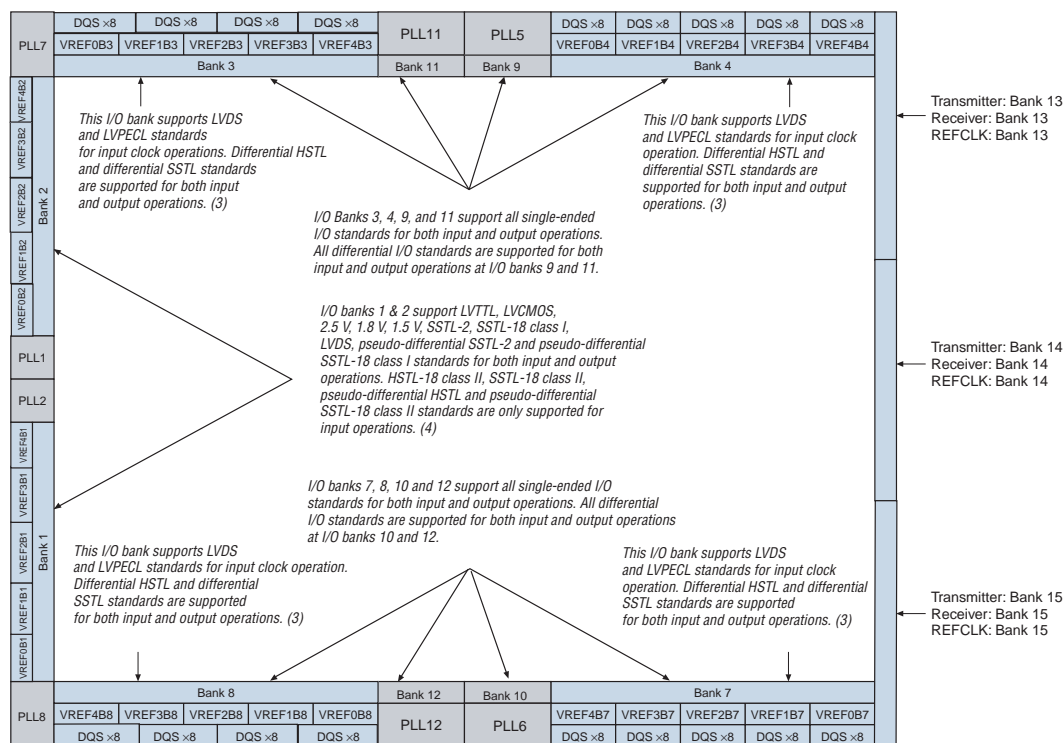 DQS ×8 DQS ×8 DQS ×8 DQS ×8
PLL7
VREF0B3 VREF1B3 VREF2B3 VREF3B3 VREF4B3
Bank 3
PLL11 PLL5
Bank 11 Bank 9
DQS ×8 DQS ×8 DQS ×8 DQS ×8 DQS ×8
VREF0B4 VREF1B4 VREF2B4 VREF3B4 VREF4B4
Bank 4
VREF4B2
VREF3B2
VREF2B2
VREF1B2
VREF0B2
Bank 2
This I/O bank supports LVDS
and LVPECL standards
for input clock operations. Differential HSTL
and differential SSTL standards
are supported for both input
and output operations. (3)
This I/O bank supports LVDS
and LVPECL standards for input clock
operation. Differential HSTL and
differential SSTL standards are
supported for both input and output
operations. (3)
Transmitter: Bank 13
Receiver: Bank 13
REFCLK: Bank 13
I/O Banks 3, 4, 9, and 11 support all single-ended
I/O standards for both input and output operations.
All differential I/O standards are supported for both
input and output operations at I/O banks 9 and 11.
PLL1
PLL2
I/O banks 1 & 2 support LVTTL, LVCMOS,
2.5 V, 1.8 V, 1.5 V, SSTL-2, SSTL-18 class I,
LVDS, pseudo-differential SSTL-2 and pseudo-differential
SSTL-18 class I standards for both input and output
operations. HSTL-18 class II, SSTL-18 class II,
pseudo-differential HSTL and pseudo-differential
SSTL-18 class II standards are only supported for
input operations. (4)
Transmitter: Bank 14
Receiver: Bank 14
REFCLK: Bank 14
VREF4B1
VREF3B1
VREF2B1
VREF1B1
VREF0B1
Bank 1
I/O banks 7, 8, 10 and 12 support all single-ended I/O
standards for both input and output operations. All differential
I/O standards are supported for both input and output operations
at I/O banks 10 and 12.
This I/O bank supports LVDS
and LVPECL standards for input clock operation.
Differential HSTL and differential
SSTL standards are supported
for both input and output operations. (3)
This I/O bank supports LVDS
and LVPECL standards for input clock
operation. Differential HSTL and differential
SSTL standards are supported
for both input and output operations. (3)
Transmitter: Bank 15
Receiver: Bank 15
REFCLK: Bank 15
PLL8
Bank 8
VREF4B8 VREF3B8 VREF2B8 VREF1B8 VREF0B8
DQS ×8 DQS ×8 DQS ×8 DQS ×8
Bank 12 Bank 10
PLL12 PLL6
Bank 7
VREF4B7 VREF3B7 VREF2B7 VREF1B7 VREF0B7
DQS ×8 DQS ×8 DQS ×8 DQS ×8 DQS ×8